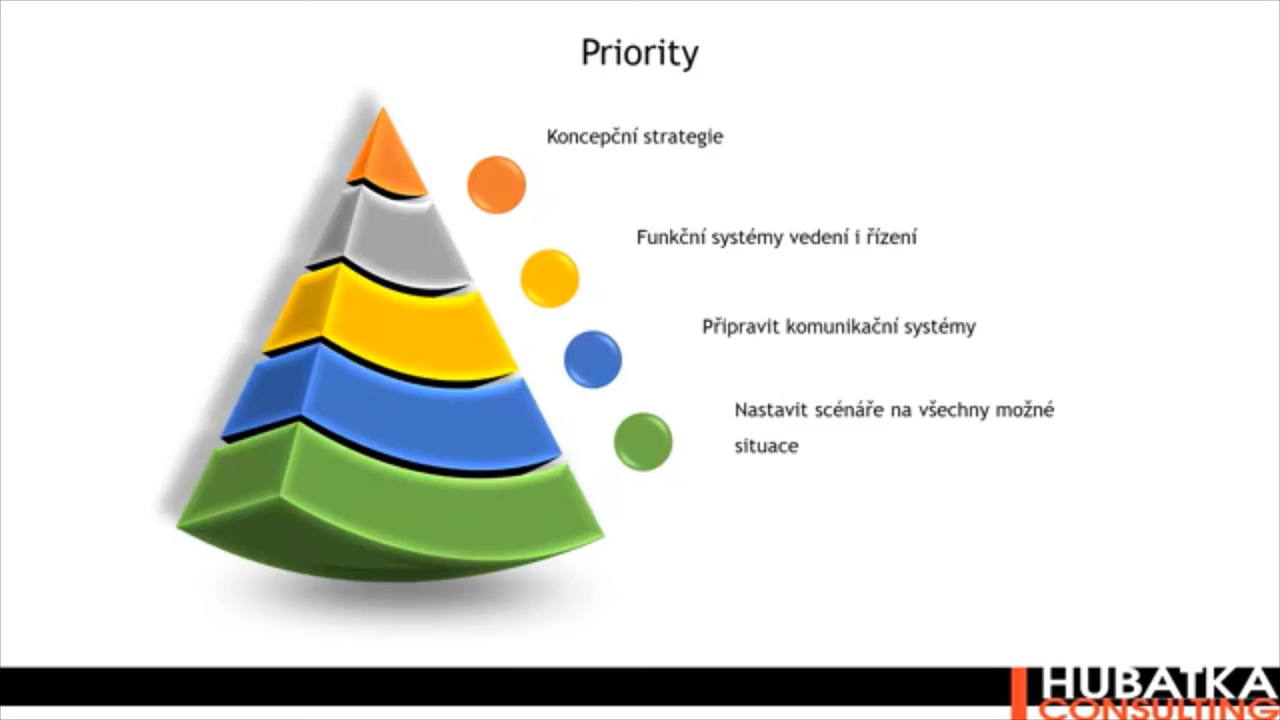 Priority
Koncepční strategie
Funkční systémy vedení i řízení
Připravit komunikační systémy
Nastavit scénáře na všechny možné
situace
HUBATKA
CONSULTING